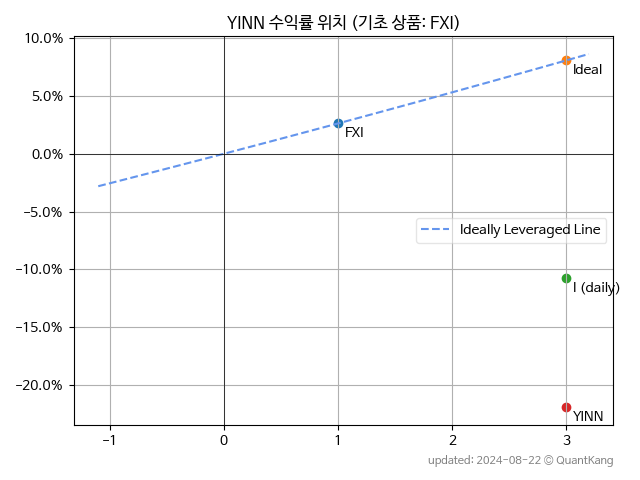 YINN 수익률 위치 (기초 상품: FXI)
10.0%
5.0%
0.0%
−5.0%
−10.0%
−15.0%
−20.0%
Ideal
FXI
Ideally Leveraged Line
I (daily)
YINN
−1 0 1 2 3
updated: 2024-08-22 © QuantKang